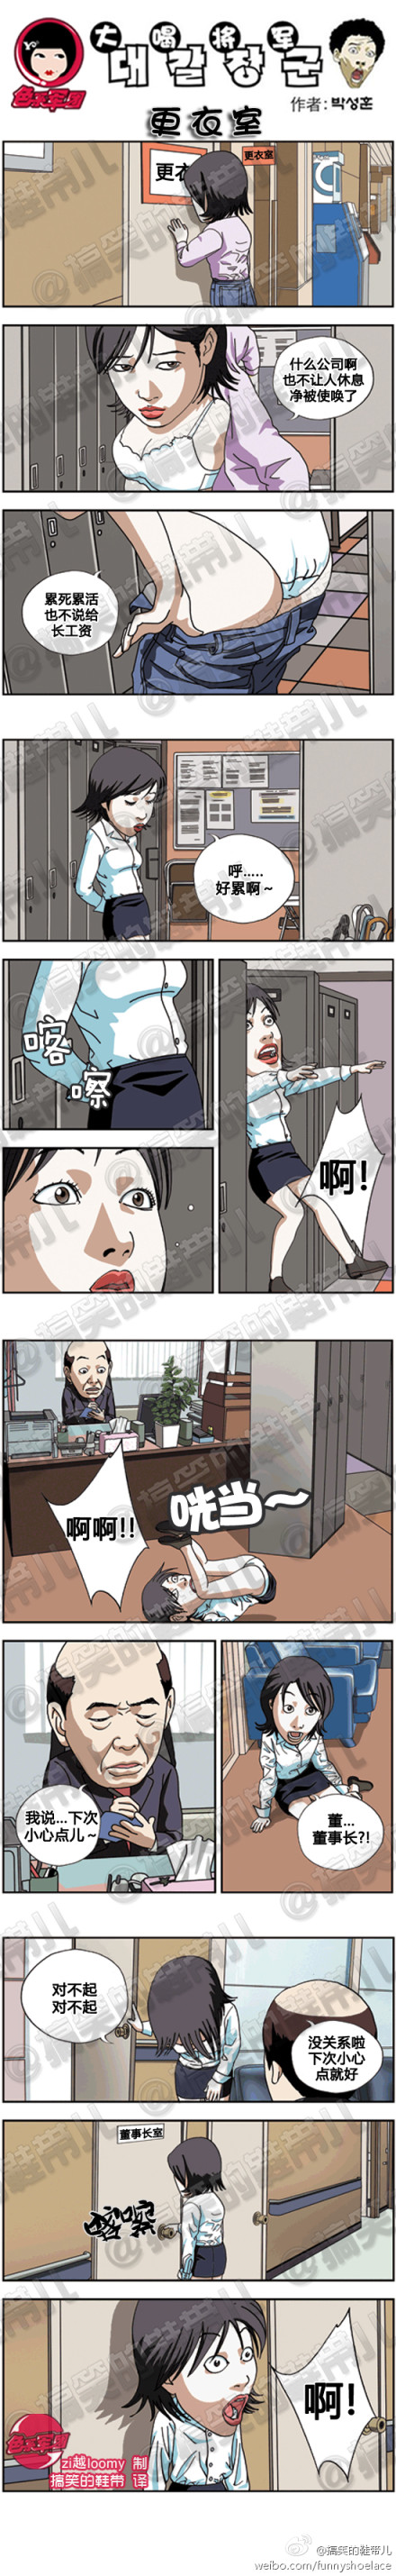 大喝将军
대갈장군
色不军团
作者：박성훈
更衣室
更衣
更衣室
什么公司啊
也不让人休息
净被使唤了
累死累活
也不说给
长工资
呼.....
好累啊~
喀嚓
啊!
啊啊!!
咣当~
我说...下次
小心点儿~
董...
董事长?!
对不起
对不起
没关系啦
下次小心
点就好
董事长室
喀嚓
啊!
zi越loomy 制
搞笑的鞋带 译
@搞笑的鞋带儿
weibo.com/funnyshoelace